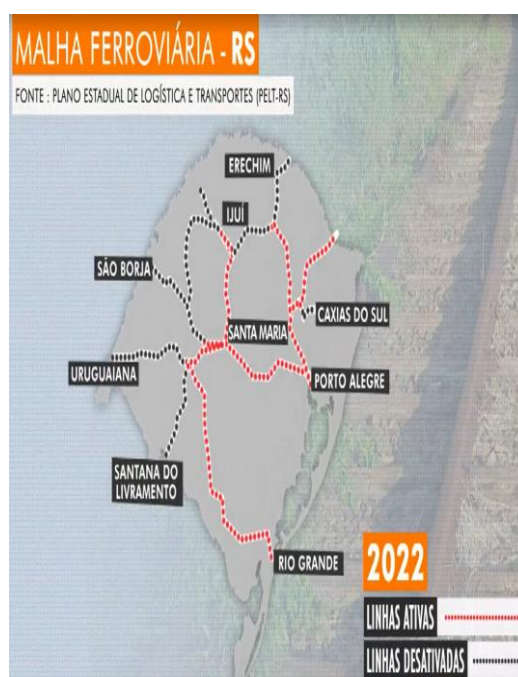 MALHA FERROVIÁRIA - RS
FONTE : PLANO ESTADUAL DE LOGÍSTICA E TRANSPORTES (PELT-RS)
ERECHIM
IJUÍ
SÃO BORJA
CAXIAS DO SUL
SANTA MARIA
URUGUAIANA
PORTO ALEGRE
SANTANA DO
LIVRAMENTO
RIO GRANDE
2022
LINHAS ATIVAS
LINHAS DESATIVADAS